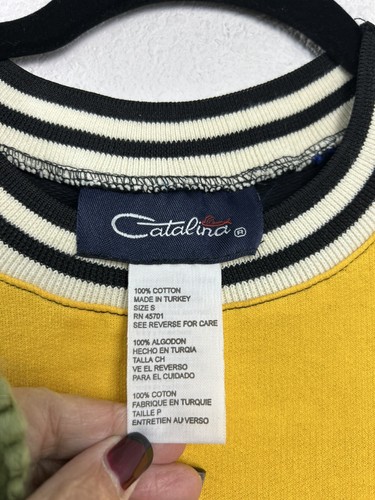 Catalina ®
100% COTTON
MADE IN TURKEY
SIZE S
RN 45701
SEE REVERSE FOR CARE
100% ALGODON
HECHO EN TURQIA
TALLA CH
VE EL REVERSO
PARA EL CUIDADO
100% COTON
FABRIQUE EN TURQUIE
TAILLE P
ENTRETIEN AU VERSO